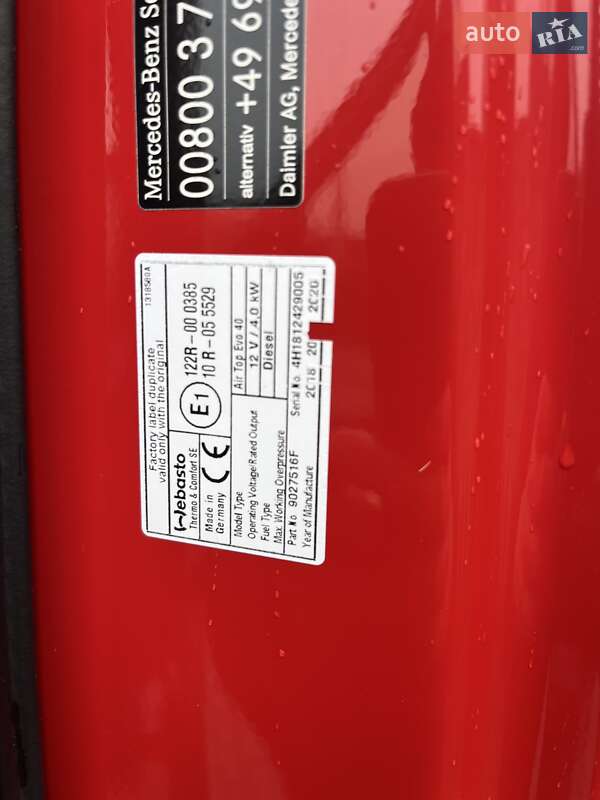 auto RIA .com
Mercedes-Benz
00800 3 7
alternativ +49 69
Daimler AG, Mercede
1318580A
Factory label duplicate
valid only with the original
Webasto
Thermo & Comfort SE
E1
122R-00 0385
10 R-05 5529
Made in
Germany
CE
Model Type Air Top Evo 40
Operating Voltage/Rated Output 12 V / 4.0 kW
Fuel Type Diesel
Max. Working Overpressure
Part No. 9027516F Serial No. 4H1812429005
Year of Manufacture 2018 2020